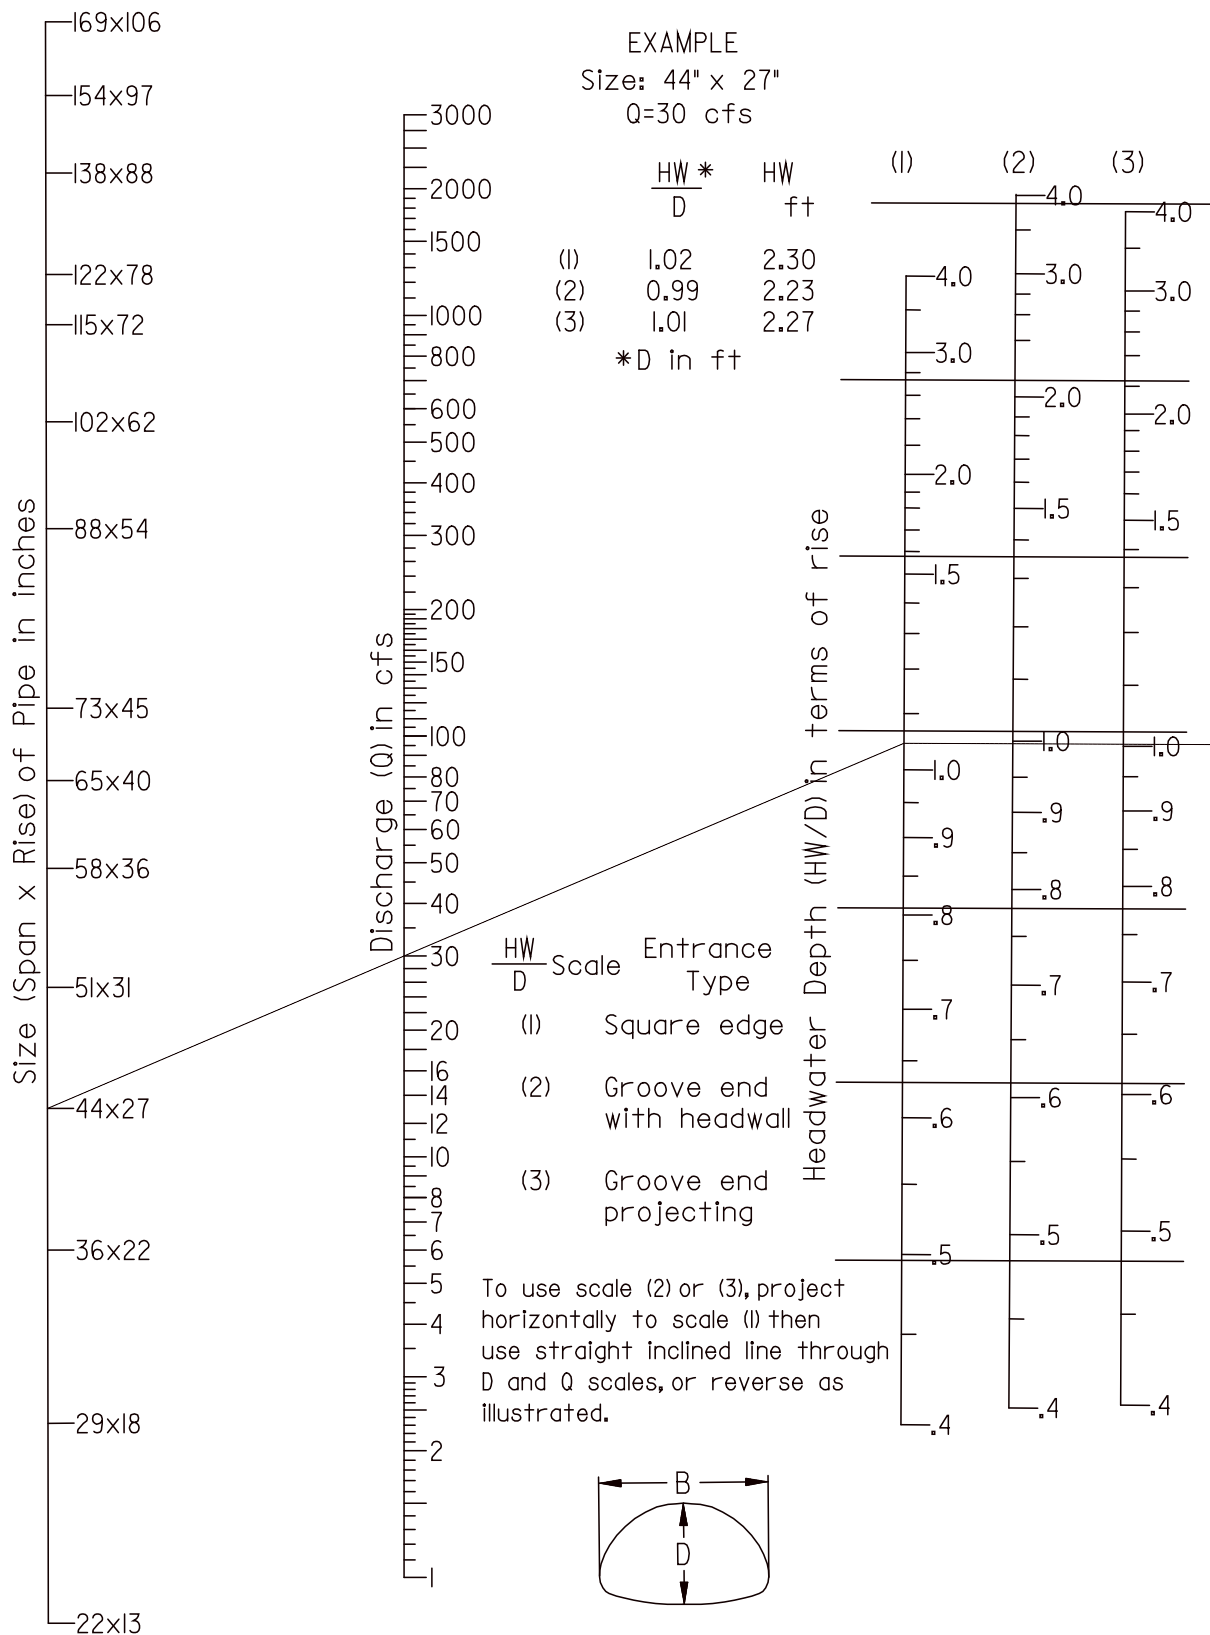 169x106
154x97
138x88
122x78
115x72
102x62
88x54
73x45
65x40
58x36
51x31
44x27
36x22
29x18
22x13
Size (Span x Rise) of Pipe in inches
3000
2000
1500
1000
800
600
500
400
300
200
150
100
80
70
60
50
40
30
20
16
14
12
10
8
7
6
5
4
3
2
1
Discharge (Q) in cfs
EXAMPLE
Size: 44" x 27"
Q=30 cfs
HW * HW
D ft
(1) 1.02 2.30
(2) 0.99 2.23
(3) 1.01 2.27
*D in ft
HW
D Scale Entrance Type
(1) Square edge
(2) Groove end
with headwall
(3) Groove end
projecting
To use scale (2) or (3), project
horizontally to scale (1) then
use straight inclined line through
D and Q scales, or reverse as
illustrated.
B
D
Headwater Depth (HW/D) in terms of rise
(1)
4.0
3.0
2.0
1.5
1.0
.9
.8
.7
.6
.5
.4
(2)
4.0
3.0
2.0
1.5
1.0
.9
.8
.7
.6
.5
.4
(3)
4.0
3.0
2.0
1.5
1.0
.9
.8
.7
.6
.5
.4